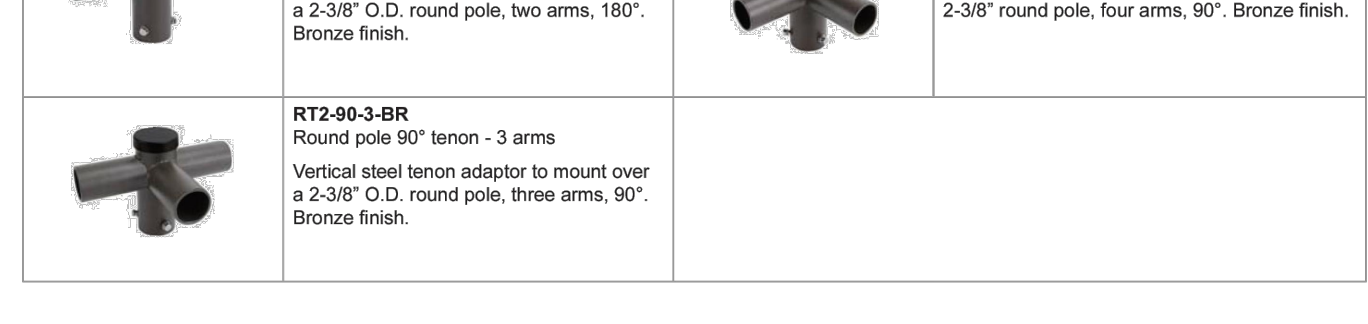 a 2-3/8” O.D. round pole, two arms, 180°.
Bronze finish.
2-3/8” round pole, four arms, 90°. Bronze finish.
RT2-90-3-BR
Round pole 90° tenon - 3 arms
Vertical steel tenon adaptor to mount over
a 2-3/8” O.D. round pole, three arms, 90°.
Bronze finish.